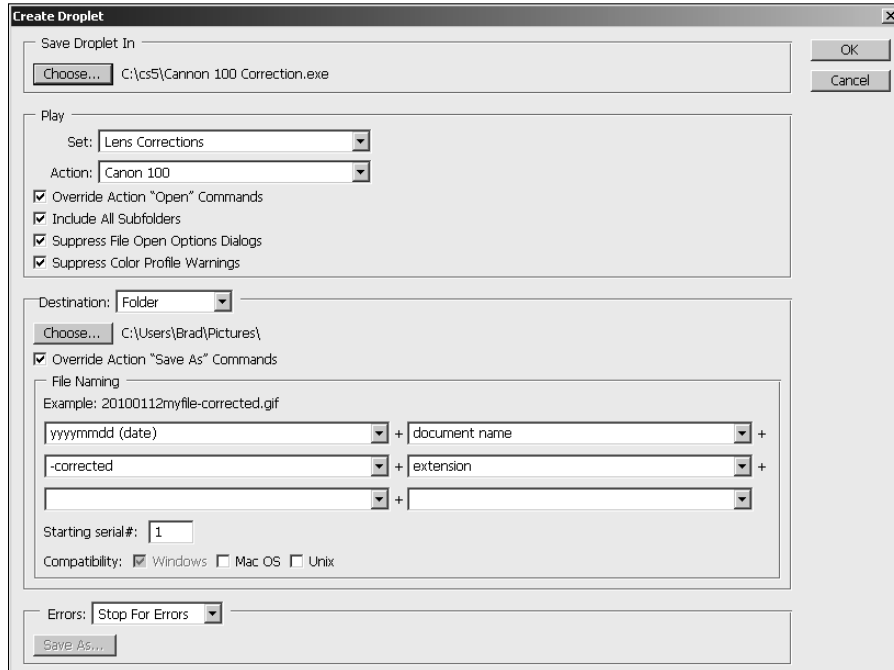 Create Droplet
Save Droplet In
OK
Choose... C:\cs5\Cannon 100 Correction.exe
Cancel
Play
Set: Lens Corrections
Action: Canon 100
Override Action "Open" Commands
Include All Subfolders
Suppress File Open Options Dialogs
Suppress Color Profile Warnings
Destination: Folder
Choose... C:\Users\Brad\Pictures\
Override Action "Save As" Commands
File Naming
Example: 20100112myfile-corrected.gif
yyyymmdd (date) + document name +
-corrected + extension +
+
Starting serial#: 1
Compatibility: Windows Mac OS Unix
Errors: Stop For Errors
Save As...